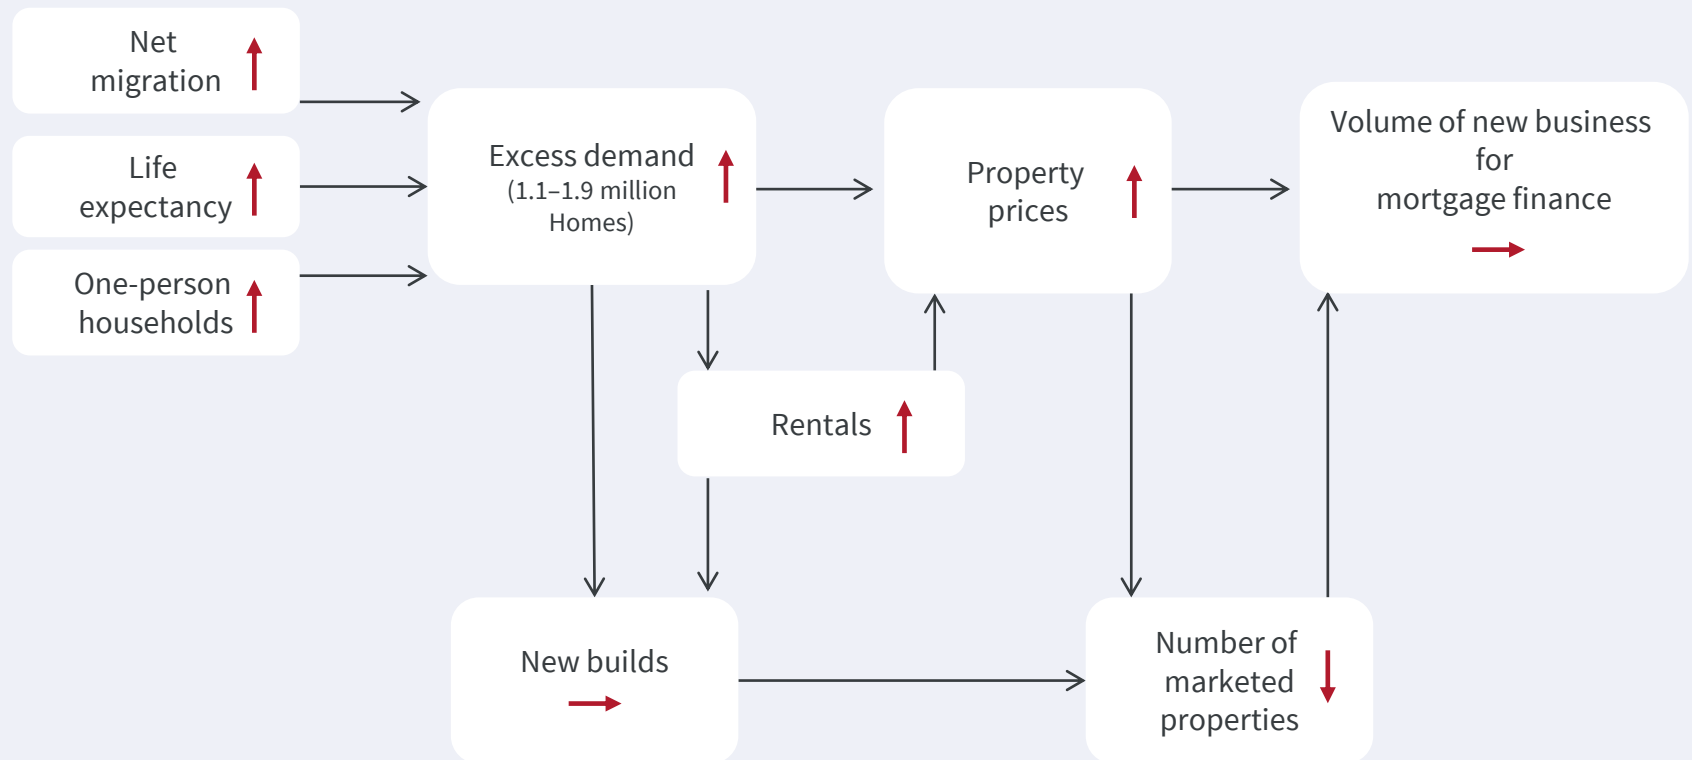 Net
migration
Life
expectancy
One-person
households
Excess demand
(1.1–1.9 million
Homes)
Property
prices
Volume of new business
for
mortgage finance
Rentals
New builds
Number of
marketed
properties